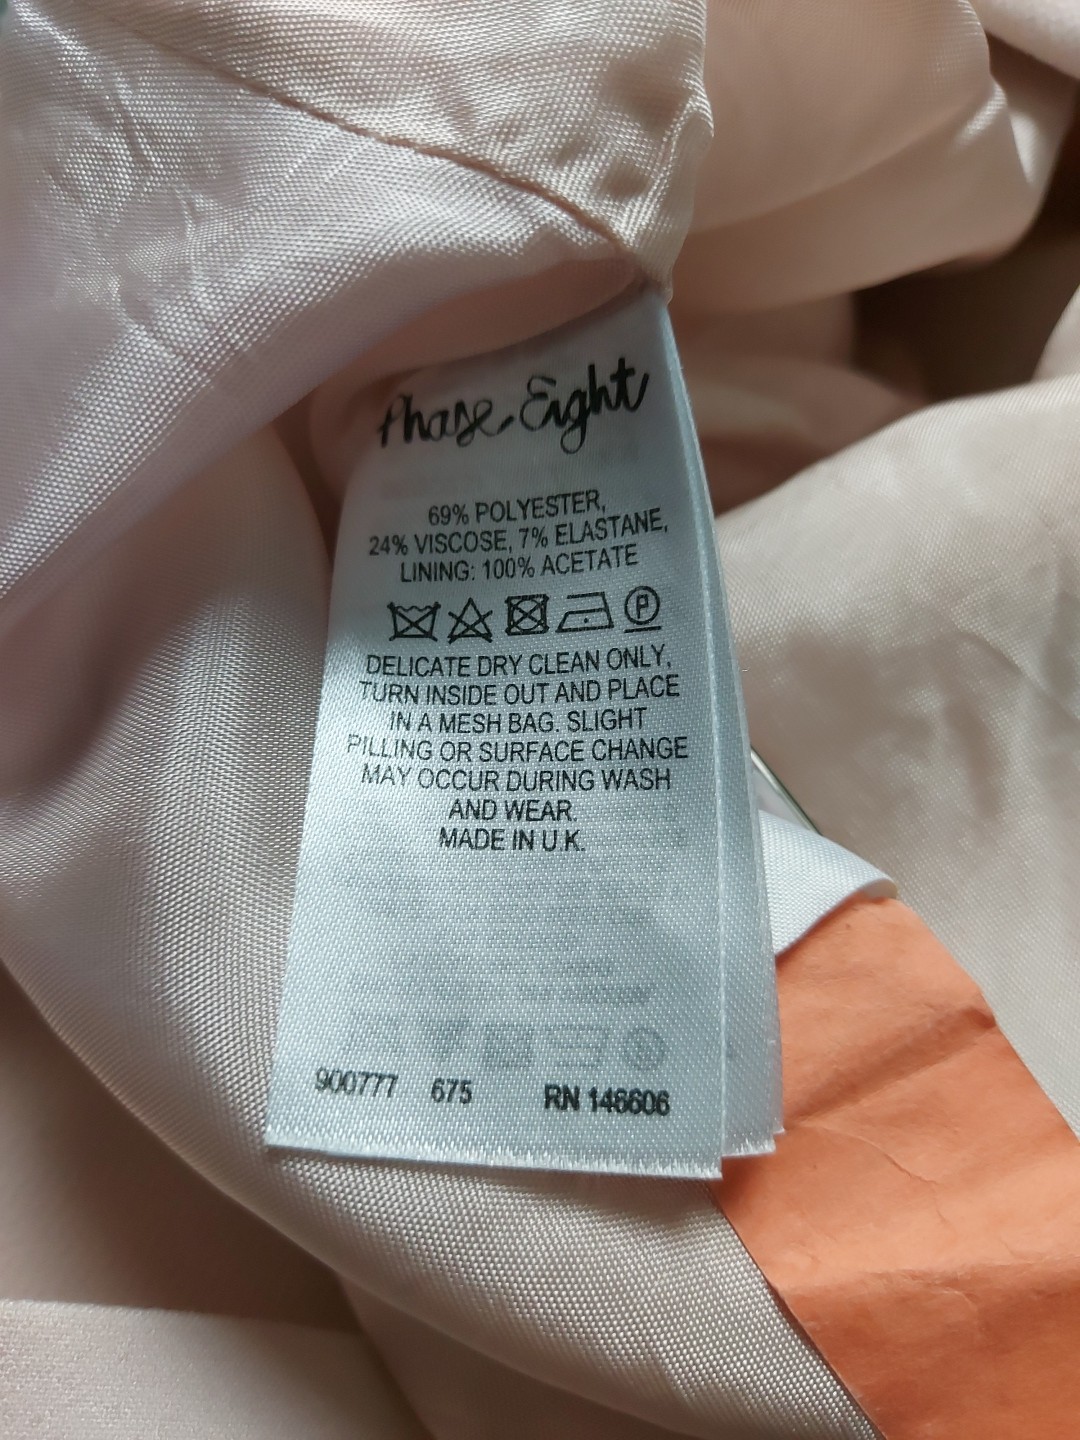 Phase Eight
69% POLYESTER,
24% VISCOSE, 7% ELASTANE,
LINING: 100% ACETATE
P
DELICATE DRY CLEAN ONLY,
TURN INSIDE OUT AND PLACE
IN A MESH BAG. SLIGHT
PILLING OR SURFACE CHANGE
MAY OCCUR DURING WASH
AND WEAR.
MADE IN U.K.
900777 675 RN 146606